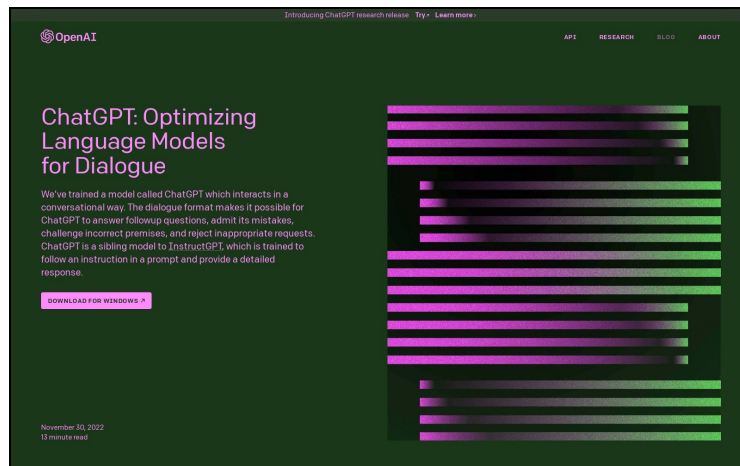 Introducing ChatGPT research release Try ↗ Learn more ›
OpenAI
API RESEARCH BLOG ABOUT
ChatGPT: Optimizing
Language Models
for Dialogue
We've trained a model called ChatGPT which interacts in a
conversational way. The dialogue format makes it possible for
ChatGPT to answer followup questions, admit its mistakes,
challenge incorrect premises, and reject inappropriate requests.
ChatGPT is a sibling model to InstructGPT, which is trained to
follow an instruction in a prompt and provide a detailed
response.
DOWNLOAD FOR WINDOWS ↗
November 30, 2022
13 minute read